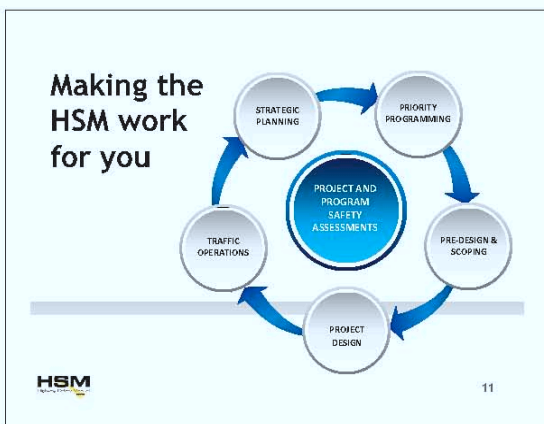 Making the
HSM work
for you
STRATEGIC
PLANNING
PRIORITY
PROGRAMMING
PROJECT AND
PROGRAM
SAFETY
ASSESSMENTS
TRAFFIC
OPERATIONS
PRE-DESIGN &
SCOPING
PROJECT
DESIGN
HSM
11